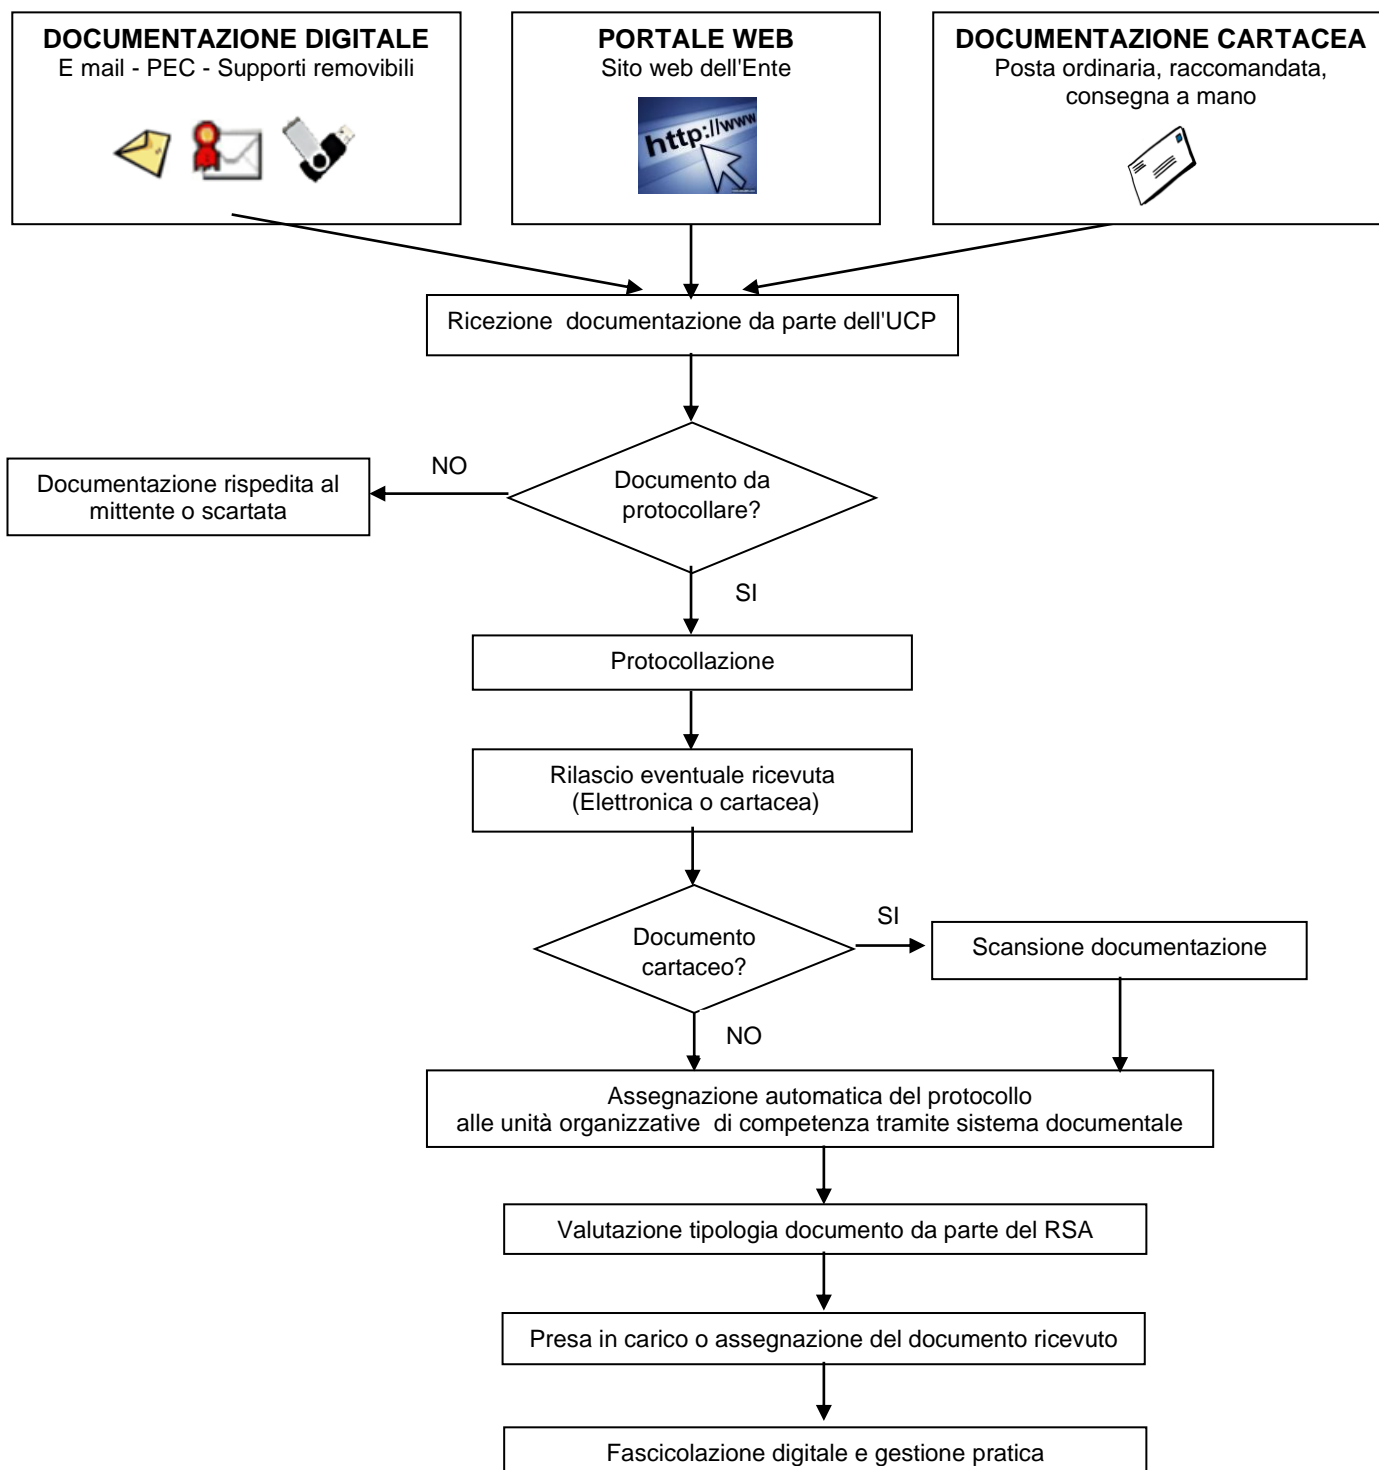 DOCUMENTAZIONE DIGITALE
E mail - PEC - Supporti removibili
PORTALE WEB
Sito web dell'Ente
http://www
DOCUMENTAZIONE CARTACEA
Posta ordinaria, raccomandata,
consegna a mano
Ricezione documentazione da parte dell'UCP
Documento da
protocollare?
NO
Documentazione rispedita al
mittente o scartata
SI
Protocollazione
Rilascio eventuale ricevuta
(Elettronica o cartacea)
Documento
cartaceo?
SI
Scansione documentazione
NO
Assegnazione automatica del protocollo
alle unità organizzative di competenza tramite sistema documentale
Valutazione tipologia documento da parte del RSA
Presa in carico o assegnazione del documento ricevuto
Fascicolazione digitale e gestione pratica